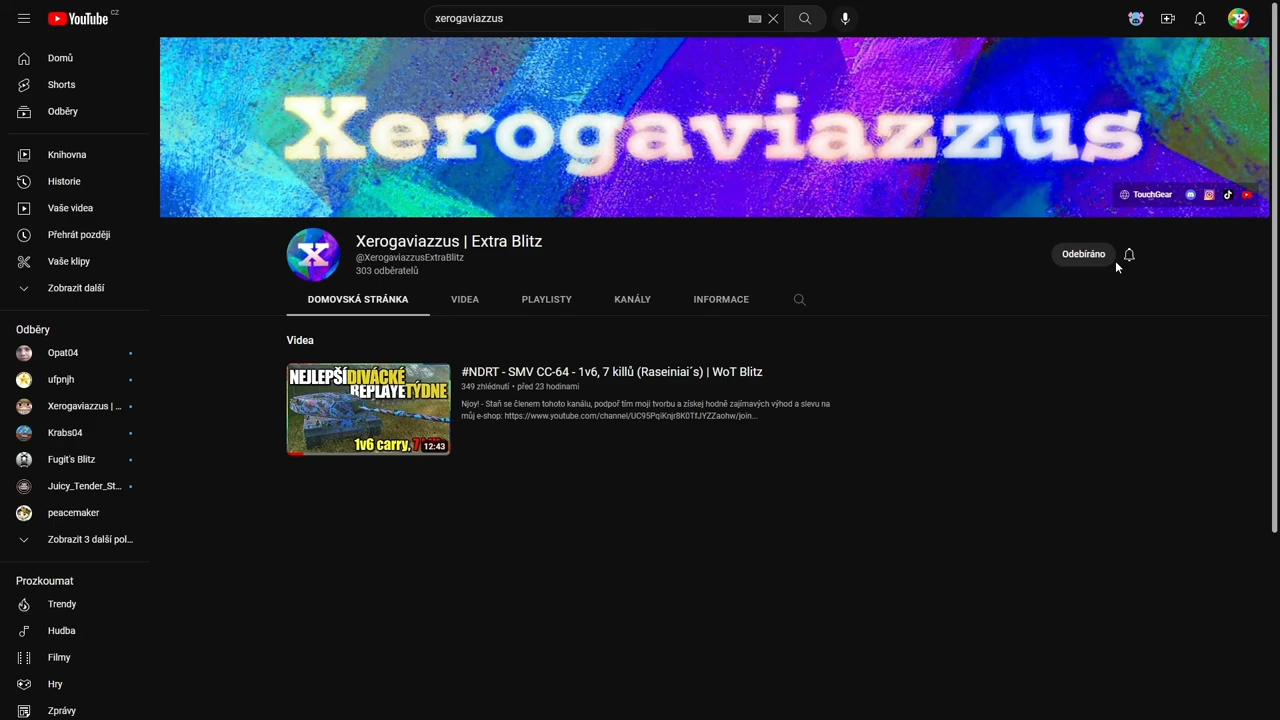 YouTube CZ
xerogaviazzus
Domů
Shorts
Odběry
Knihovna
Historie
Vaše videa
Přehrát později
Vaše klipy
Zobrazit další
Odběry
Opat04
ufpnjh
Xerogaviazzus | ...
Krabs04
Fugit's Blitz
Juicy_Tender_St...
peacemaker
Zobrazit 3 další pol...
Prozkoumat
Trendy
Hudba
Filmy
Hry
Zprávy
Xerogaviazzus
TouchGear
X
Xerogaviazzus | Extra Blitz
@XerogaviazzusExtraBlitz
303 odběratelů
Odebíráno
DOMOVSKÁ STRÁNKA
VIDEA
PLAYLISTY
KANÁLY
INFORMACE
Videa
NEJLEPŠÍ DIVÁCKÉ
REPLAYE TÝDNE
1v6 carry, 7
12:43
#NDRT - SMV CC-64 - 1v6, 7 killů (Raseiniai´s) | WoT Blitz
349 zhlédnutí • před 23 hodinami
Njoy! - Staň se členem tohoto kanálu, podpoř tím moji tvorbu a získej hodně zajímavých výhod a slevu na
můj e-shop: https://www.youtube.com/channel/UC95PqiKnjr8K0TfJYZZaohw/join...